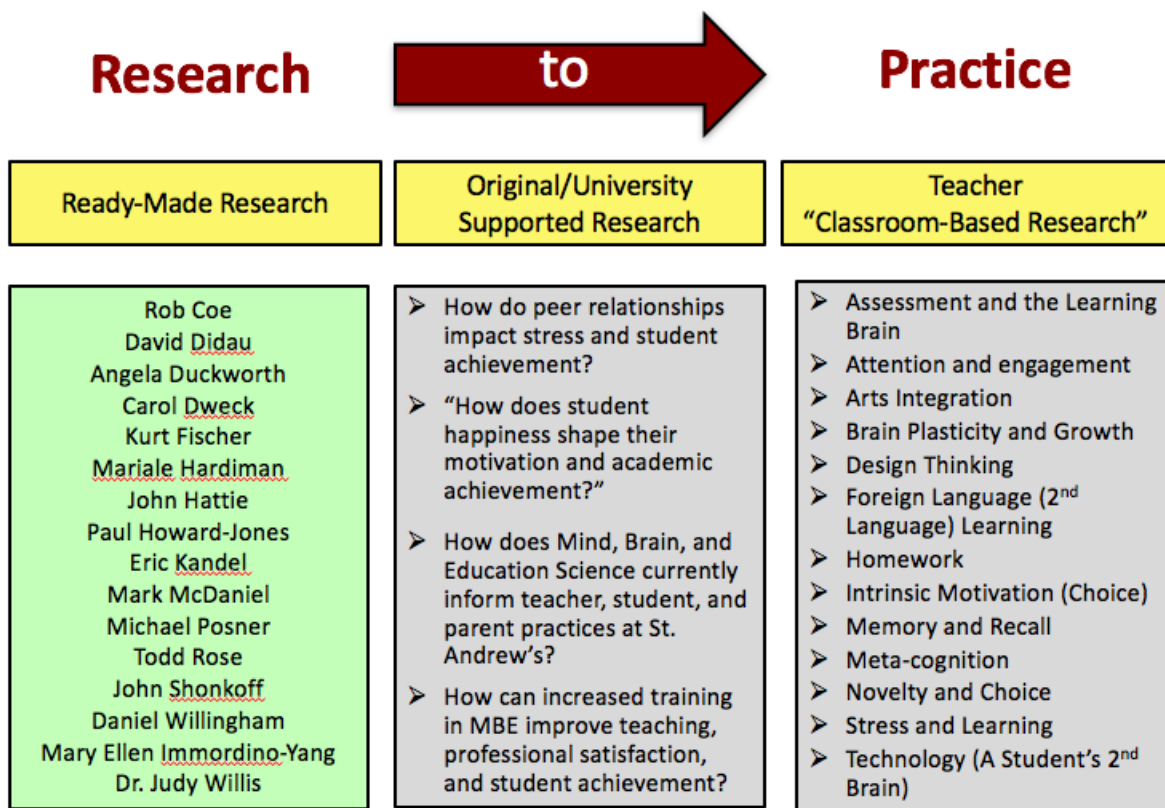 Research
to
Practice
Ready-Made Research
Original/University
Supported Research
Teacher
“Classroom-Based Research”
Rob Coe
David Didau
Angela Duckworth
Carol Dweck
Kurt Fischer
Mariale Hardiman
John Hattie
Paul Howard-Jones
Eric Kandel
Mark McDaniel
Michael Posner
Todd Rose
John Shonkoff
Daniel Willingham
Mary Ellen Immordino-Yang
Dr. Judy Willis
➢ How do peer relationships
impact stress and student
achievement?
➢ “How does student
happiness shape their
motivation and academic
achievement?”
➢ How does Mind, Brain, and
Education Science currently
inform teacher, student, and
parent practices at St.
Andrew’s?
➢ How can increased training
in MBE improve teaching,
professional satisfaction,
and student achievement?
➢ Assessment and the Learning
Brain
➢ Attention and engagement
➢ Arts Integration
➢ Brain Plasticity and Growth
➢ Design Thinking
➢ Foreign Language (2nd
Language) Learning
➢ Homework
➢ Intrinsic Motivation (Choice)
➢ Memory and Recall
➢ Meta-cognition
➢ Novelty and Choice
➢ Stress and Learning
➢ Technology (A Student’s 2nd
Brain)